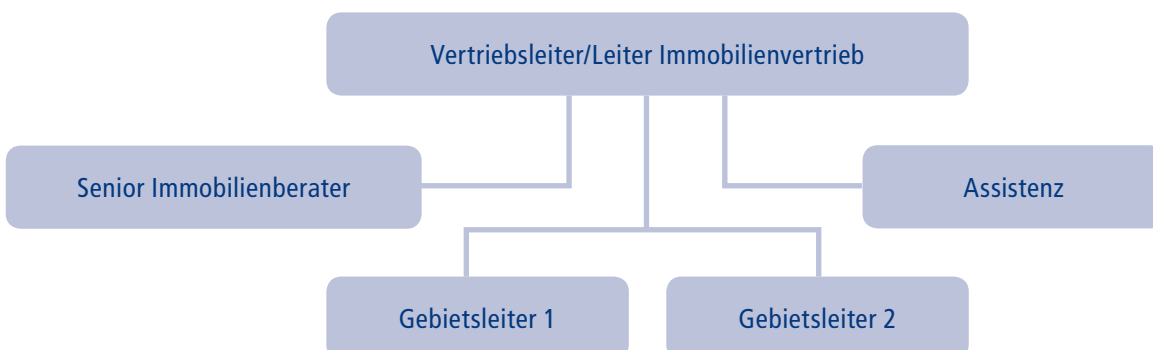 Vertriebsleiter/Leiter Immobilienvertrieb
Senior Immobilienberater
Assistenz
Gebietsleiter 1
Gebietsleiter 2